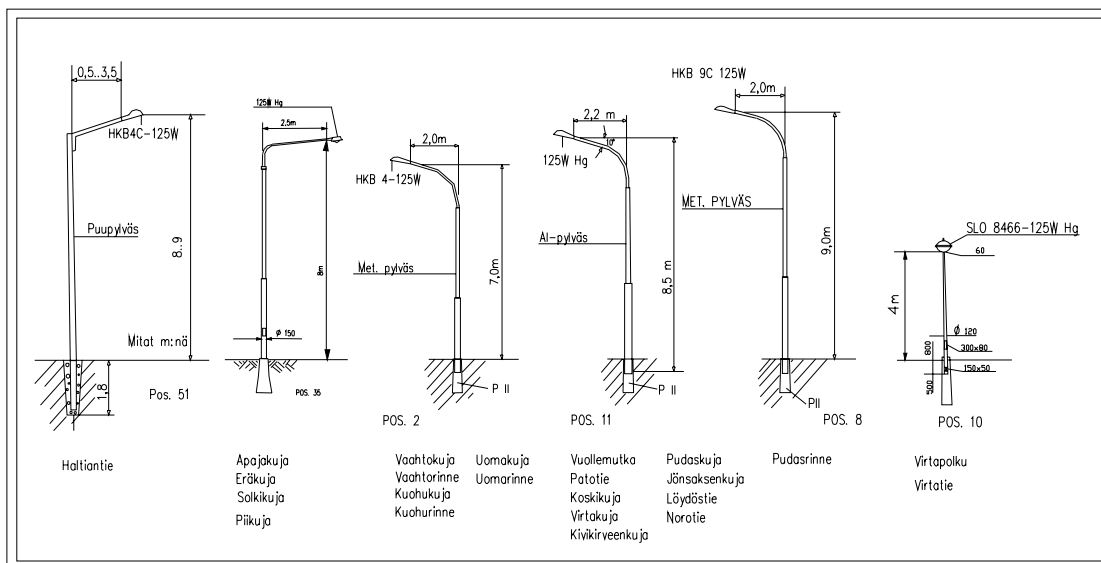 0,5..3,5
HKB4C-125W
Puupylväs
8..9
Mitat m:nä
1,8
Pos. 51
Haltiantie
125W Hg
2.5m
8m
Ø 150
POS. 35
Apajakuja
Eräkuja
Solkikuja
Piikuja
2,0m
HKB 4-125W
Met. pylväs
7,0m
P II
POS. 2
Vaahtokuja
Vaahtorinne
Kuohukuja
Kuohurinne
Uomakuja
Uomarinne
2,2 m
10°
125W Hg
Al-pylväs
8,5 m
P II
POS. 11
Vuollemutka
Patotie
Koskikuja
Virtakuja
Kivikirveenkuja
Pudaskuja
Jönsaksenkuja
Löydöstie
Norotie
HKB 9C 125W
2,0m
MET. PYLVÄS
9,0m
PII
POS. 8
Pudasrinne
SLO 8466-125W Hg
60
4m
Ø 120
800
300x80
150x50
500
POS. 10
Virtapolku
Virtatie